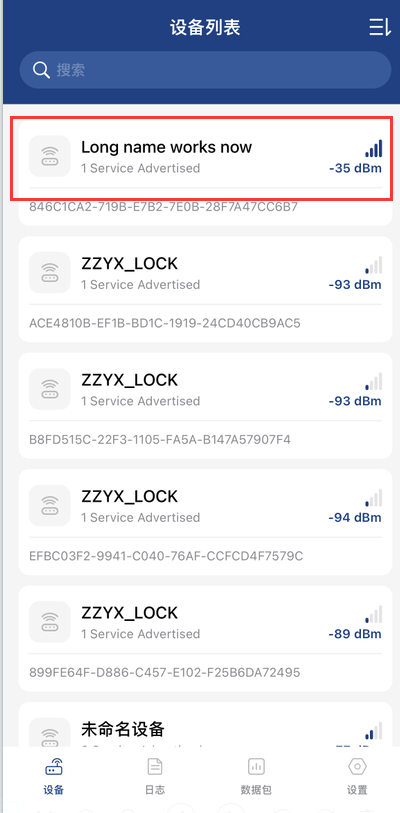 设备列表
搜索
Long name works now
1 Service Advertised
-35 dBm
846C1CA2-719B-E7B2-7E0B-28F7A47CC6B7
ZZYX_LOCK
1 Service Advertised
-93 dBm
ACE4810B-EF1B-BD1C-1919-24CD40CB9AC5
ZZYX_LOCK
1 Service Advertised
-93 dBm
B8FD515C-22F3-1105-FA5A-B147A57907F4
ZZYX_LOCK
1 Service Advertised
-94 dBm
EFBC03F2-9941-C040-76AF-CCFCD4F7579C
ZZYX_LOCK
1 Service Advertised
-89 dBm
899FE64F-D886-C457-E102-F25B6DA72495
未命名设备
设备
日志
数据包
设置